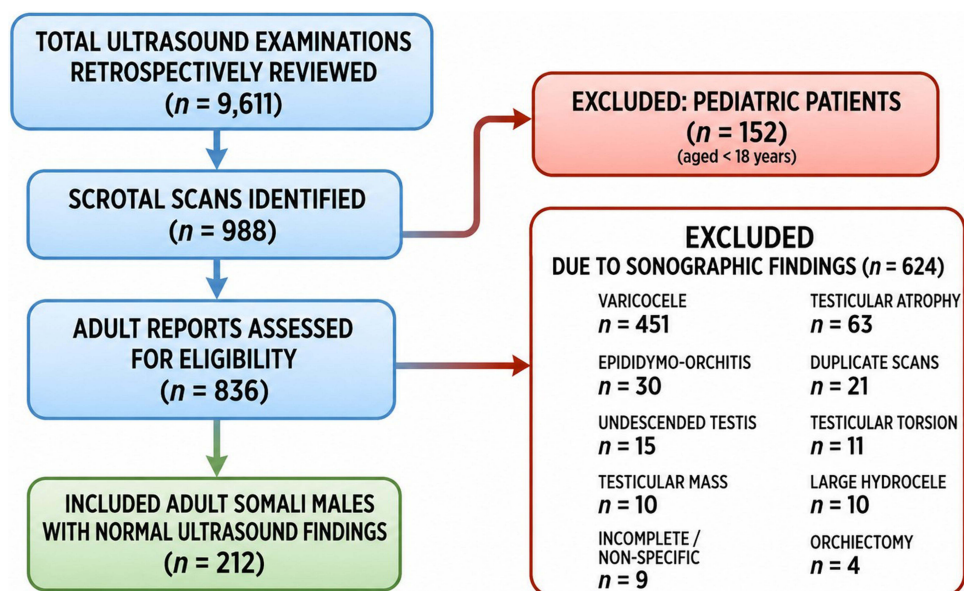 TOTAL ULTRASOUND EXAMINATIONS
RETROSPECTIVELY REVIEWED
(n = 9,611)
SCROTAL SCANS IDENTIFIED
(n = 988)
EXCLUDED: PEDIATRIC PATIENTS
(n = 152)
(aged < 18 years)
ADULT REPORTS ASSESSED
FOR ELIGIBILITY
(n = 836)
EXCLUDED
DUE TO SONOGRAPHIC FINDINGS (n = 624)
VARICOCELE
n = 451
TESTICULAR ATROPHY
n = 63
EPIDIDYMO-ORCHITIS
n = 30
DUPLICATE SCANS
n = 21
UNDESCENDED TESTIS
n = 15
TESTICULAR TORSION
n = 11
TESTICULAR MASS
n = 10
LARGE HYDROCELE
n = 10
INCOMPLETE /
NON-SPECIFIC
n = 9
ORCHIECTOMY
n = 4
INCLUDED ADULT SOMALI MALES
WITH NORMAL ULTRASOUND FINDINGS
(n = 212)